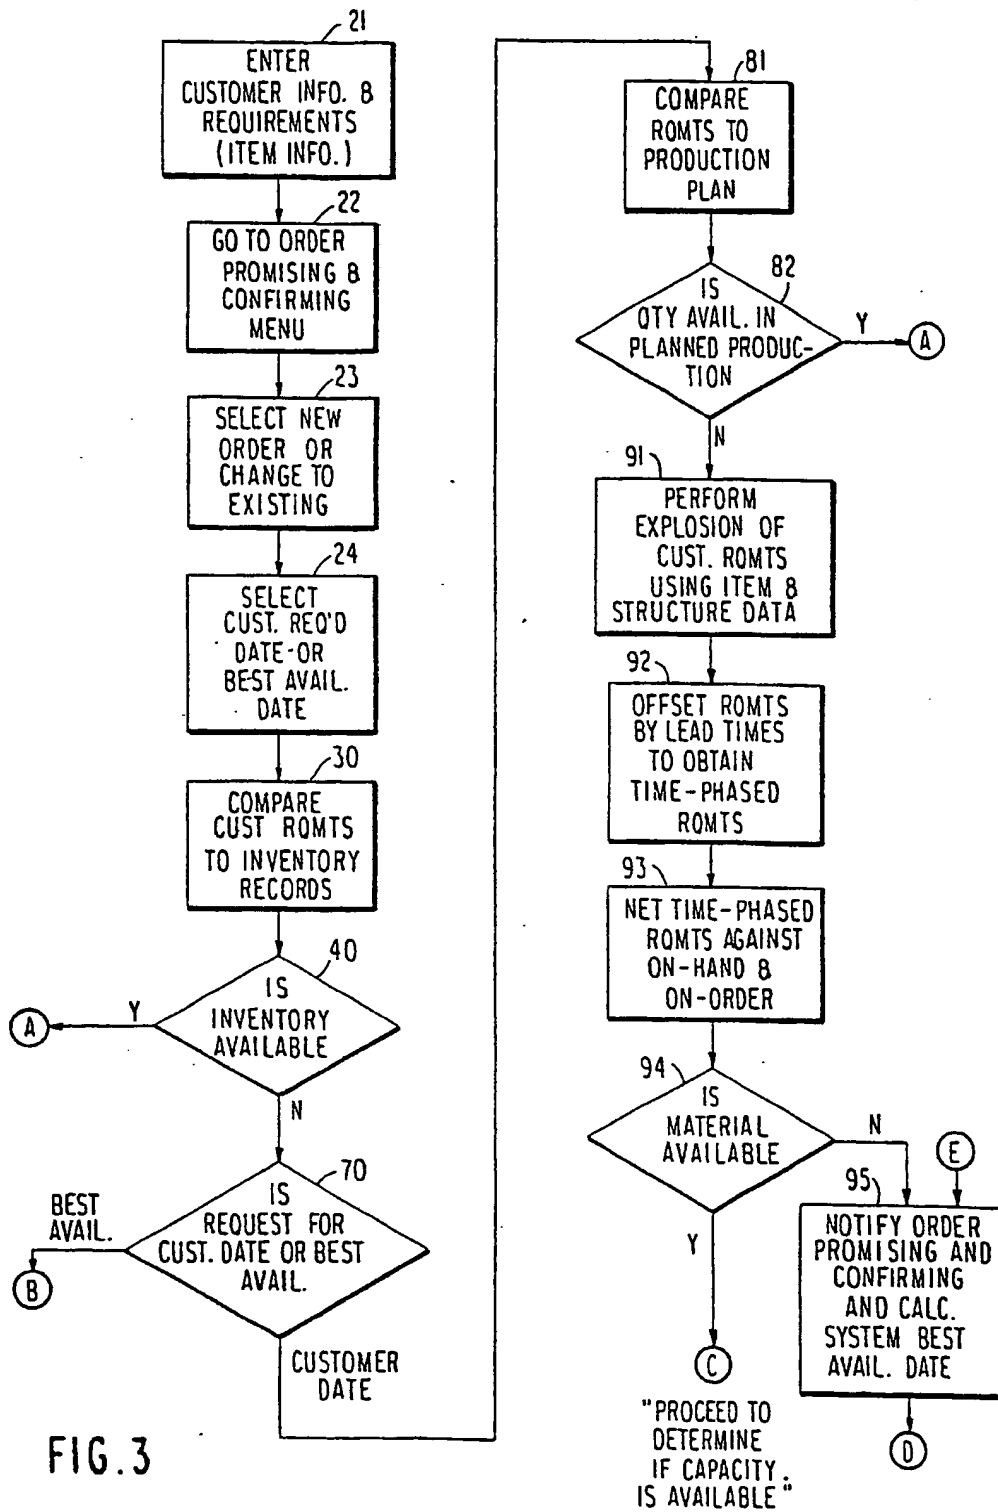 21
ENTER
CUSTOMER INFO. &
REQUIREMENTS
(ITEM INFO.)
22
GO TO ORDER
PROMISING &
CONFIRMING
MENU
23
SELECT NEW
ORDER OR
CHANGE TO
EXISTING
24
SELECT
CUST. REQ'D
DATE-OR
BEST AVAIL.
DATE
30
COMPARE
CUST RQMTS
TO INVENTORY
RECORDS
40
IS
INVENTORY
AVAILABLE
Y
A
N
70
IS
REQUEST FOR
CUST. DATE OR BEST
AVAIL.
BEST
AVAIL.
B
CUSTOMER
DATE
81
COMPARE
RQMTS TO
PRODUCTION
PLAN
82
IS
QTY AVAIL. IN
PLANNED PRODUC-
TION
Y
A
N
91
PERFORM
EXPLOSION OF
CUST. RQMTS
USING ITEM &
STRUCTURE DATA
92
OFFSET RQMTS
BY LEAD TIMES
TO OBTAIN
TIME-PHASED
RQMTS
93
NET TIME-PHASED
RQMTS AGAINST
ON-HAND &
ON-ORDER
94
IS
MATERIAL
AVAILABLE
N
E
95
NOTIFY ORDER
PROMISING AND
CONFIRMING
AND CALC.
SYSTEM BEST
AVAIL. DATE
D
Y
C
"PROCEED TO
DETERMINE
IF CAPACITY.
IS AVAILABLE"
FIG.3